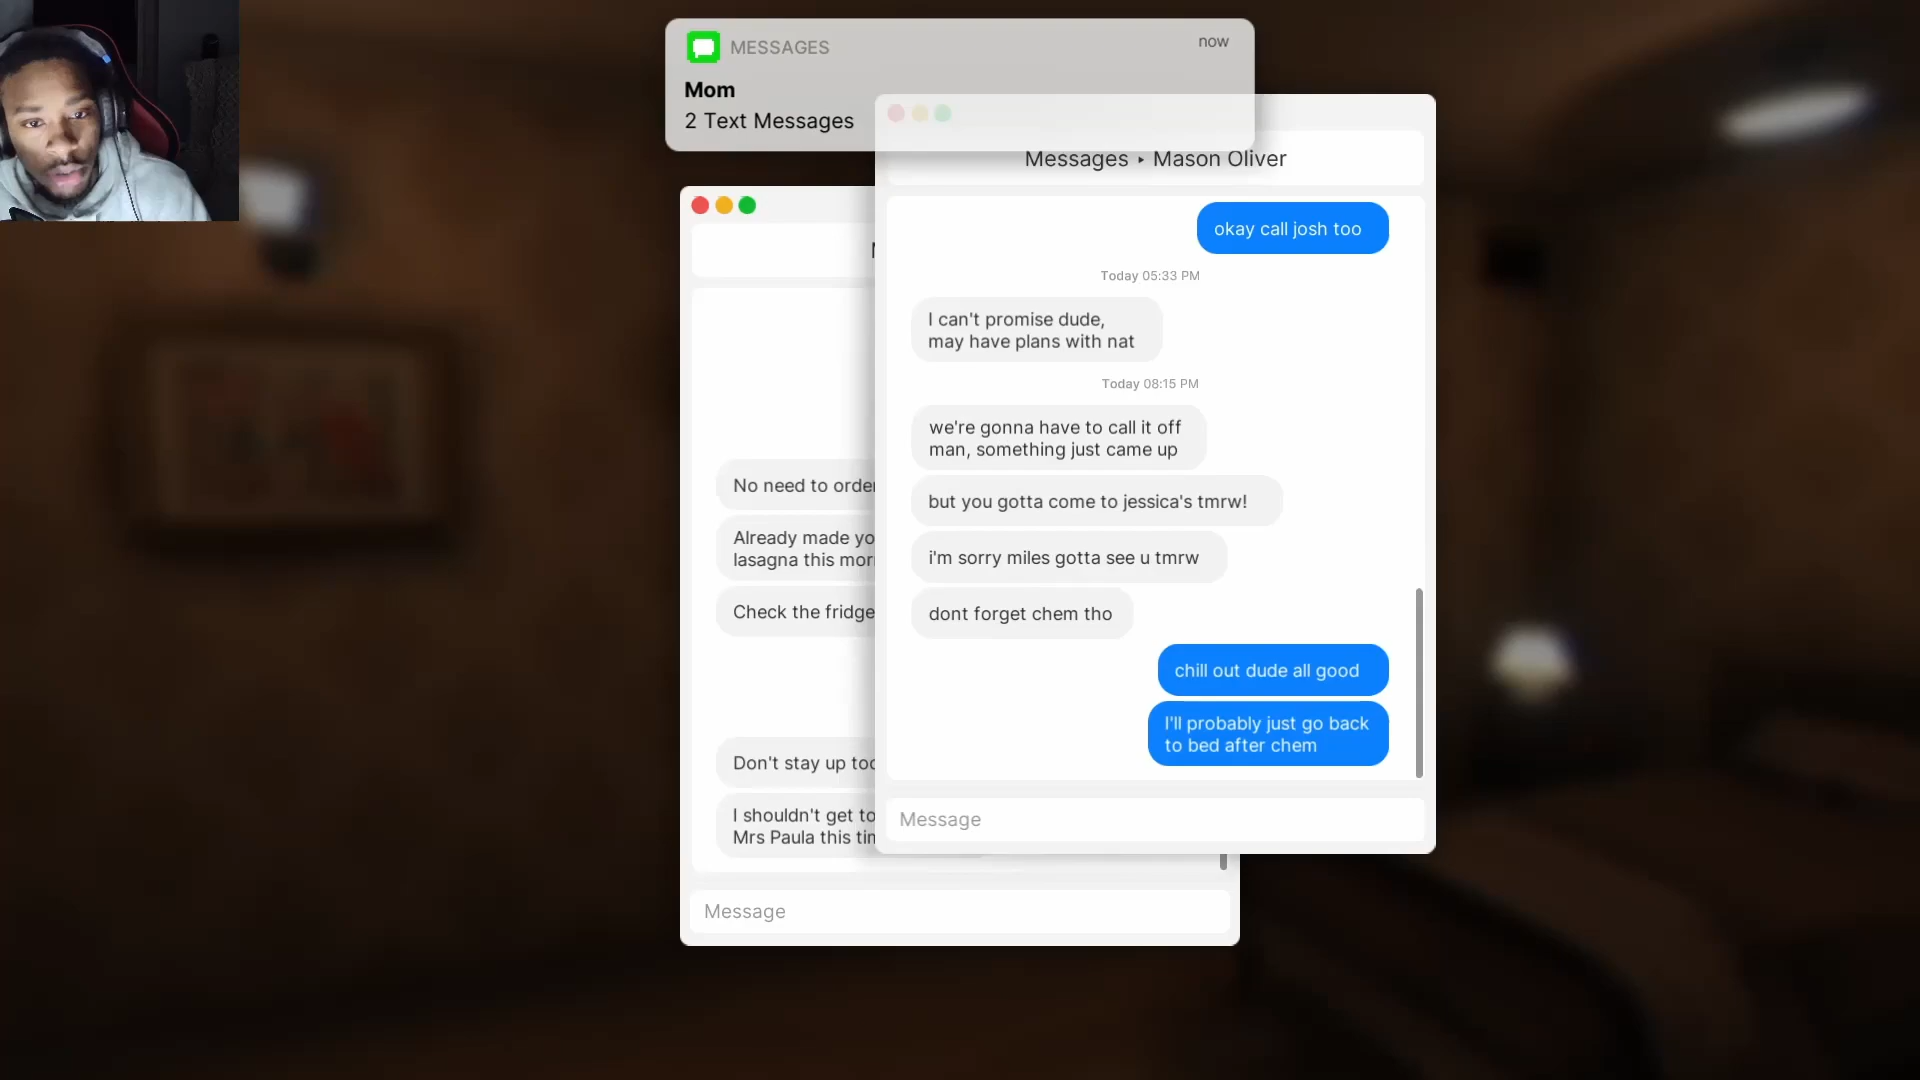 MESSAGES
now
Mom
2 Text Messages
Messages ‣ Mason Oliver
okay call josh too
Today 05:33 PM
I can't promise dude,
may have plans with nat
Today 08:15 PM
we're gonna have to call it off
man, something just came up
but you gotta come to jessica's tmrw!
i'm sorry miles gotta see u tmrw
dont forget chem tho
chill out dude all good
I'll probably just go back
to bed after chem
Message
No need to order
Already made yo
lasagna this mor
Check the fridge
Don't stay up too
I shouldn't get to
Mrs Paula this tim
Message